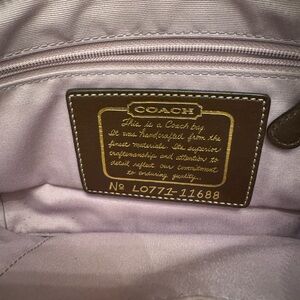 COACH
This is a Coach bag.
It was handcrafted from the
finest materials. Its superior
craftsmanship and attention to
detail reflect our commitment
to enduring quality.
No L0771-11688